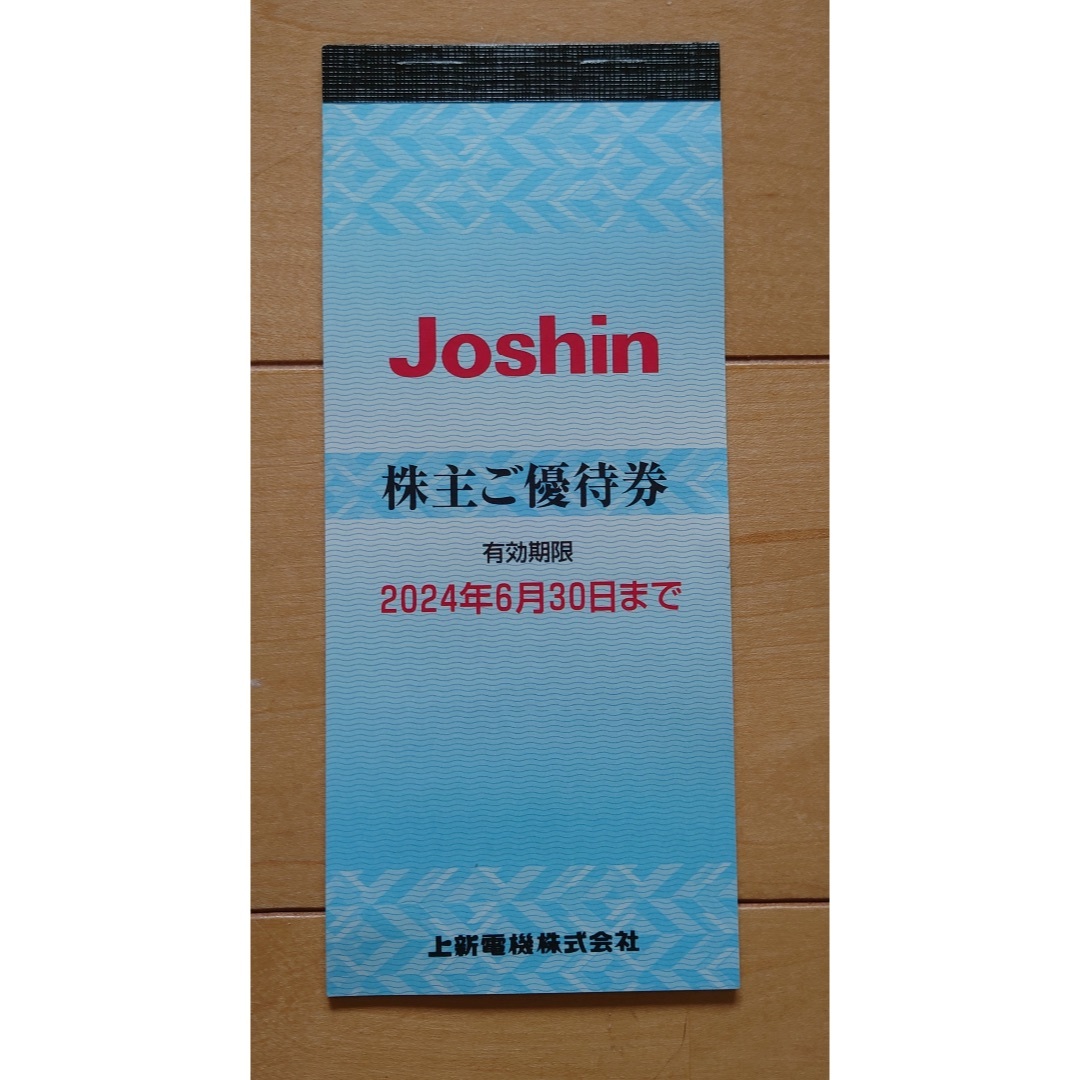 Joshin
株主ご優待券
有効期限
2024年6月30日まで
上新電機株式会社